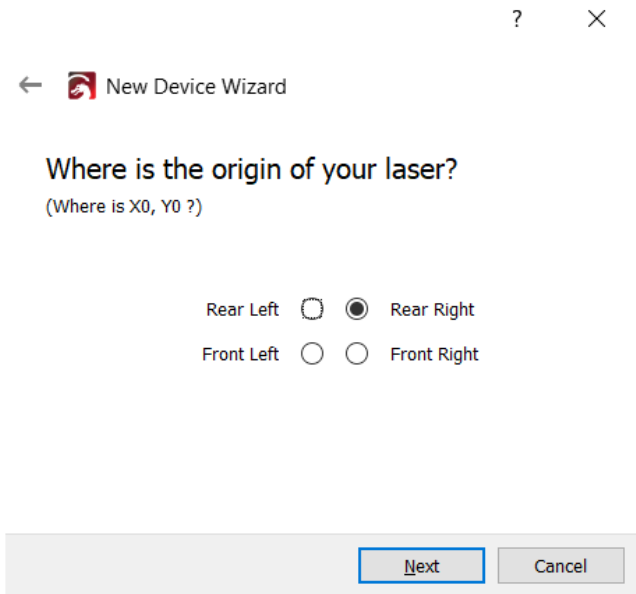 ?
New Device Wizard
Where is the origin of your laser?
(Where is X0, Y0 ?)
Rear Left Rear Right
Front Left Front Right
Next Cancel